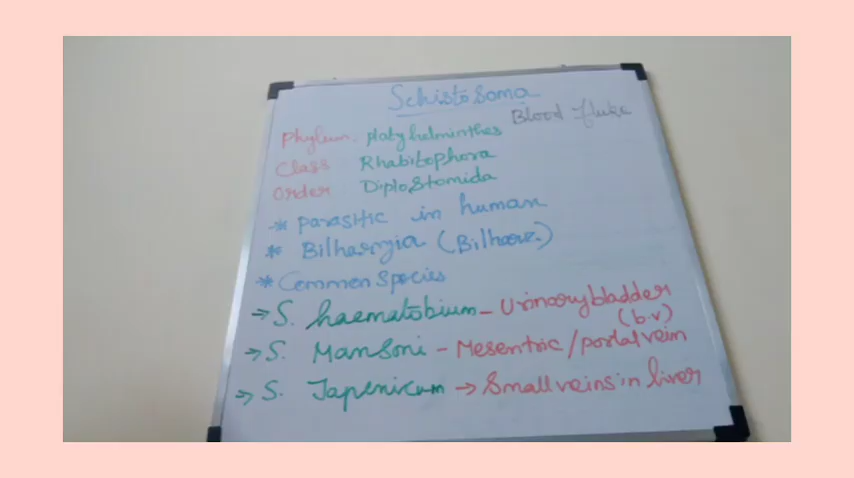 Schistosoma
Blood fluke
Phylum - Platyhelminthes
Class Rhabitophora
Order Diplostomida
* Parasitic in human
* Bilharzia (Bilharz.)
* Common Species
→ S. haematobium - Urinary bladder
(b.v)
→ S. Mansoni - Mesentric / portal vein
→ S. Japenicum → Small veins in liver